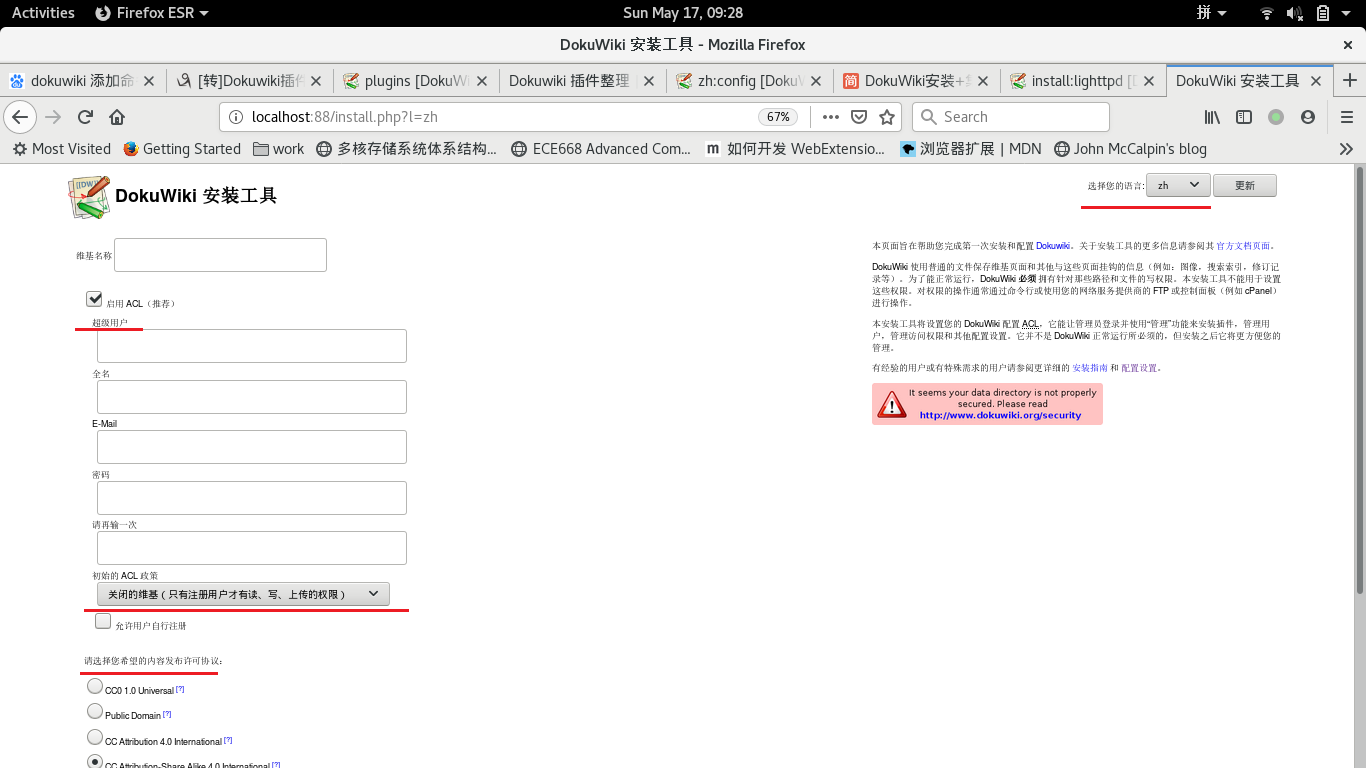 Activities Firefox ESR Sun May 17, 09:28 拼
DokuWiki 安装工具 - Mozilla Firefox
dokuwiki 添加命 [转]Dokuwiki插件 plugins [DokuWi Dokuwiki 插件整理 zh:config [DokuW DokuWiki安装+ install:lighttpd [D DokuWiki 安装工具
localhost:88/install.php?l=zh 67% Search
Most Visited Getting Started work 多核存储系统体系结构... ECE668 Advanced Com... 如何开发 WebExtensio... 浏览器扩展 | MDN John McCalpin's blog
DokuWiki 安装工具
选择您的语言: zh 更新
维基名称
启用 ACL（推荐）
超级用户
全名
E-Mail
密码
请再输一次
初始的 ACL 政策
关闭的维基（只有注册用户才有读、写、上传的权限）
允许用户自行注册
请选择您希望的内容发布许可协议：
CC0 1.0 Universal [?]
Public Domain [?]
CC Attribution 4.0 International [?]
CC Attribution-Share Alike 4.0 International [?]
本页面旨在帮助您完成第一次安装和配置 Dokuwiki。关于安装工具的更多信息请参阅其 官方文档页面。
DokuWiki 使用普通的文件保存维基页面和其他与这些页面挂钩的信息（例如：图像，搜索索引，修订记
录等）。为了能正常运行，DokuWiki 必须 拥有针对那些路径和文件的写权限。本安装工具不能用于设置
这些权限。对权限的操作通常通过命令行或使用您的网络服务提供商的 FTP 或控制面板（例如 cPanel）
进行操作。
本安装工具将设置您的 DokuWiki 配置 ACL，它能让管理员登录并使用“管理”功能来安装插件，管理用
户，管理访问权限和其他配置设置。它并不是 DokuWiki 正常运行所必须的，但安装之后它将更方便您的
管理。
有经验的用户或有特殊需求的用户请参阅更详细的 安装指南 和 配置设置。
It seems your data directory is not properly
secured. Please read
http://www.dokuwiki.org/security